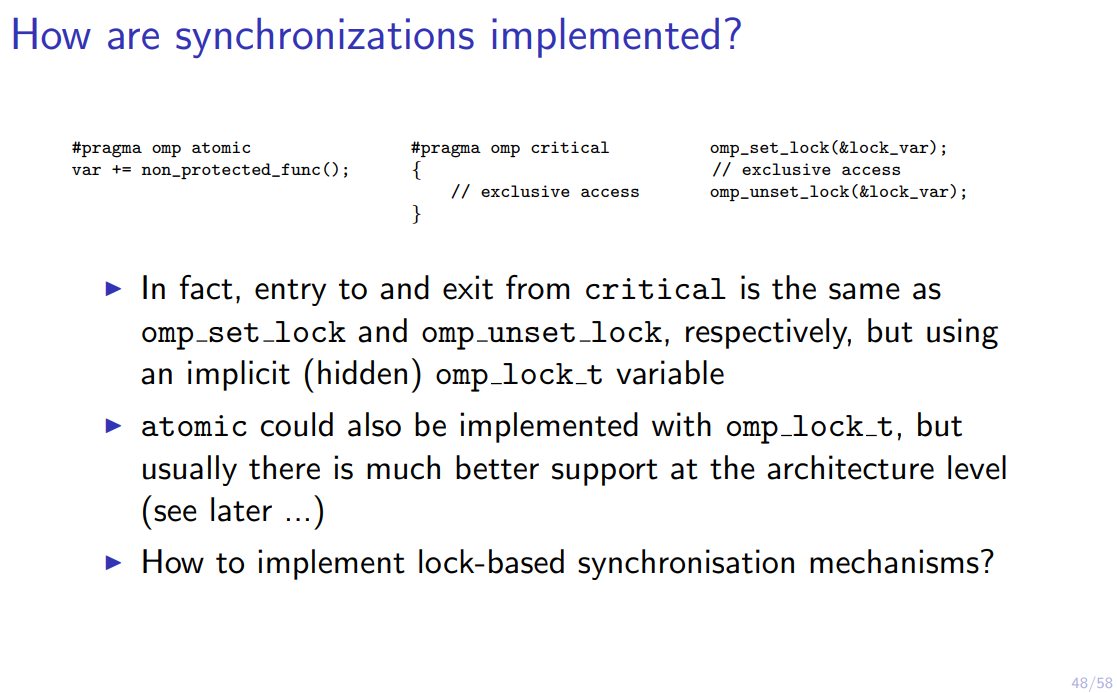 How are synchronizations implemented?
#pragma omp atomic
var += non_protected_func();
#pragma omp critical
{
// exclusive access
}
omp_set_lock(&lock_var);
// exclusive access
omp_unset_lock(&lock_var);
In fact, entry to and exit from critical is the same as
omp_set_lock and omp_unset_lock, respectively, but using
an implicit (hidden) omp_lock_t variable
atomic could also be implemented with omp_lock_t, but
usually there is much better support at the architecture level
(see later ...)
How to implement lock-based synchronisation mechanisms?
48/58